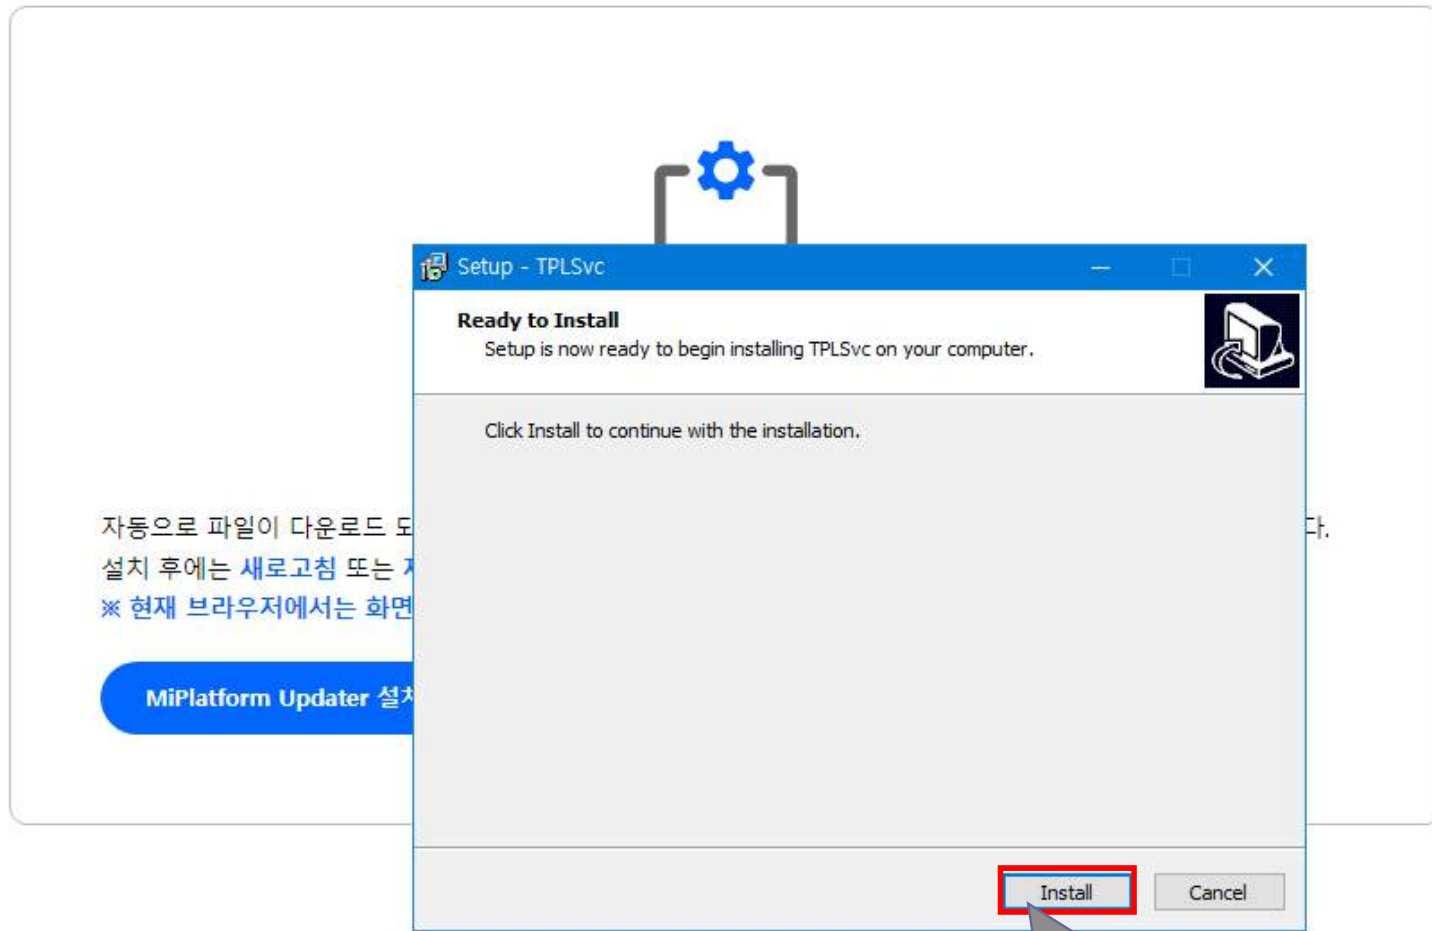 Setup - TPLSvc
Ready to Install
Setup is now ready to begin installing TPLSvc on your computer.
Click Install to continue with the installation.
자동으로 파일이 다운로드
다.
설치 후에는 새로고침 또는
※ 현재 브라우저에서는 화면
MiPlatform Updater 설치
Install
Cancel